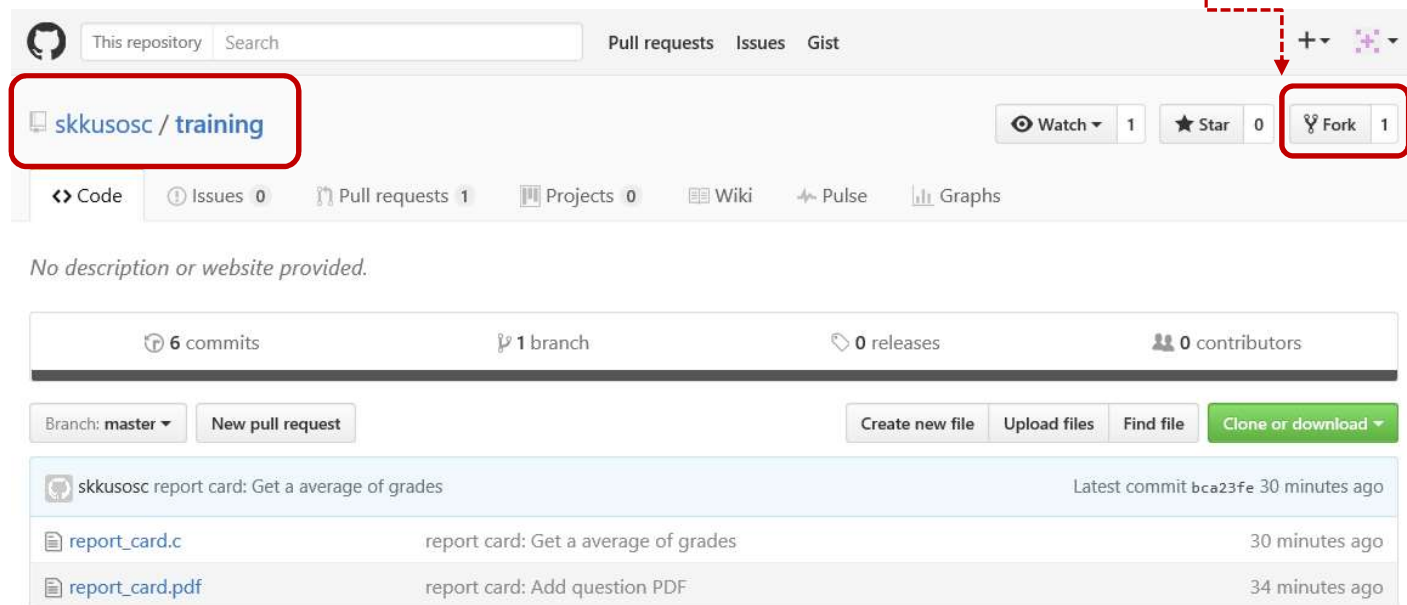 This repository Search Pull requests Issues Gist
skkusosc / training Watch 1 Star 0 Fork 1
Code Issues 0 Pull requests 1 Projects 0 Wiki Pulse Graphs
No description or website provided.
6 commits 1 branch 0 releases 0 contributors
Branch: master New pull request Create new file Upload files Find file Clone or download
skkusosc report card: Get a average of grades Latest commit bca23fe 30 minutes ago
report_card.c report card: Get a average of grades 30 minutes ago
report_card.pdf report card: Add question PDF 34 minutes ago